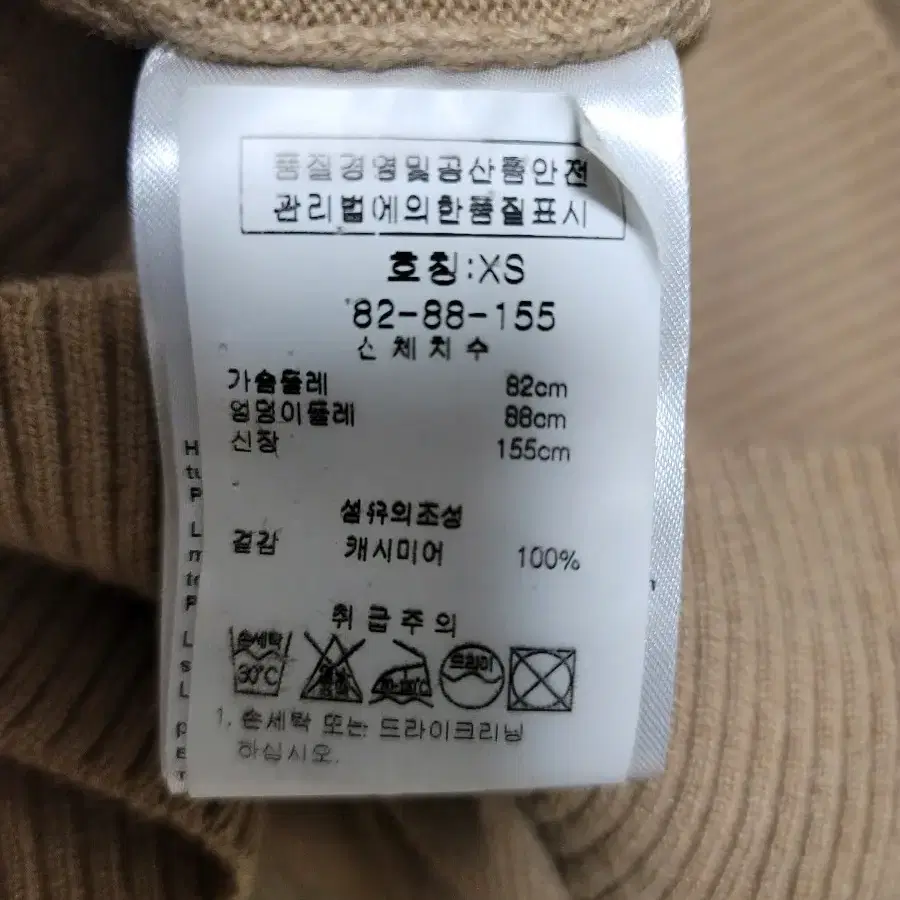 품질경영및공산품안전
관리법에의한품질표시
호칭:XS
82-88-155
신체치수
가슴둘레 82cm
엉덩이둘레 88cm
신장 155cm
섬유의조성
겉감 캐시미어 100%
취급주의
손세탁 드라이
30°C
1. 손세탁 또는 드라이크리닝
하십시오.